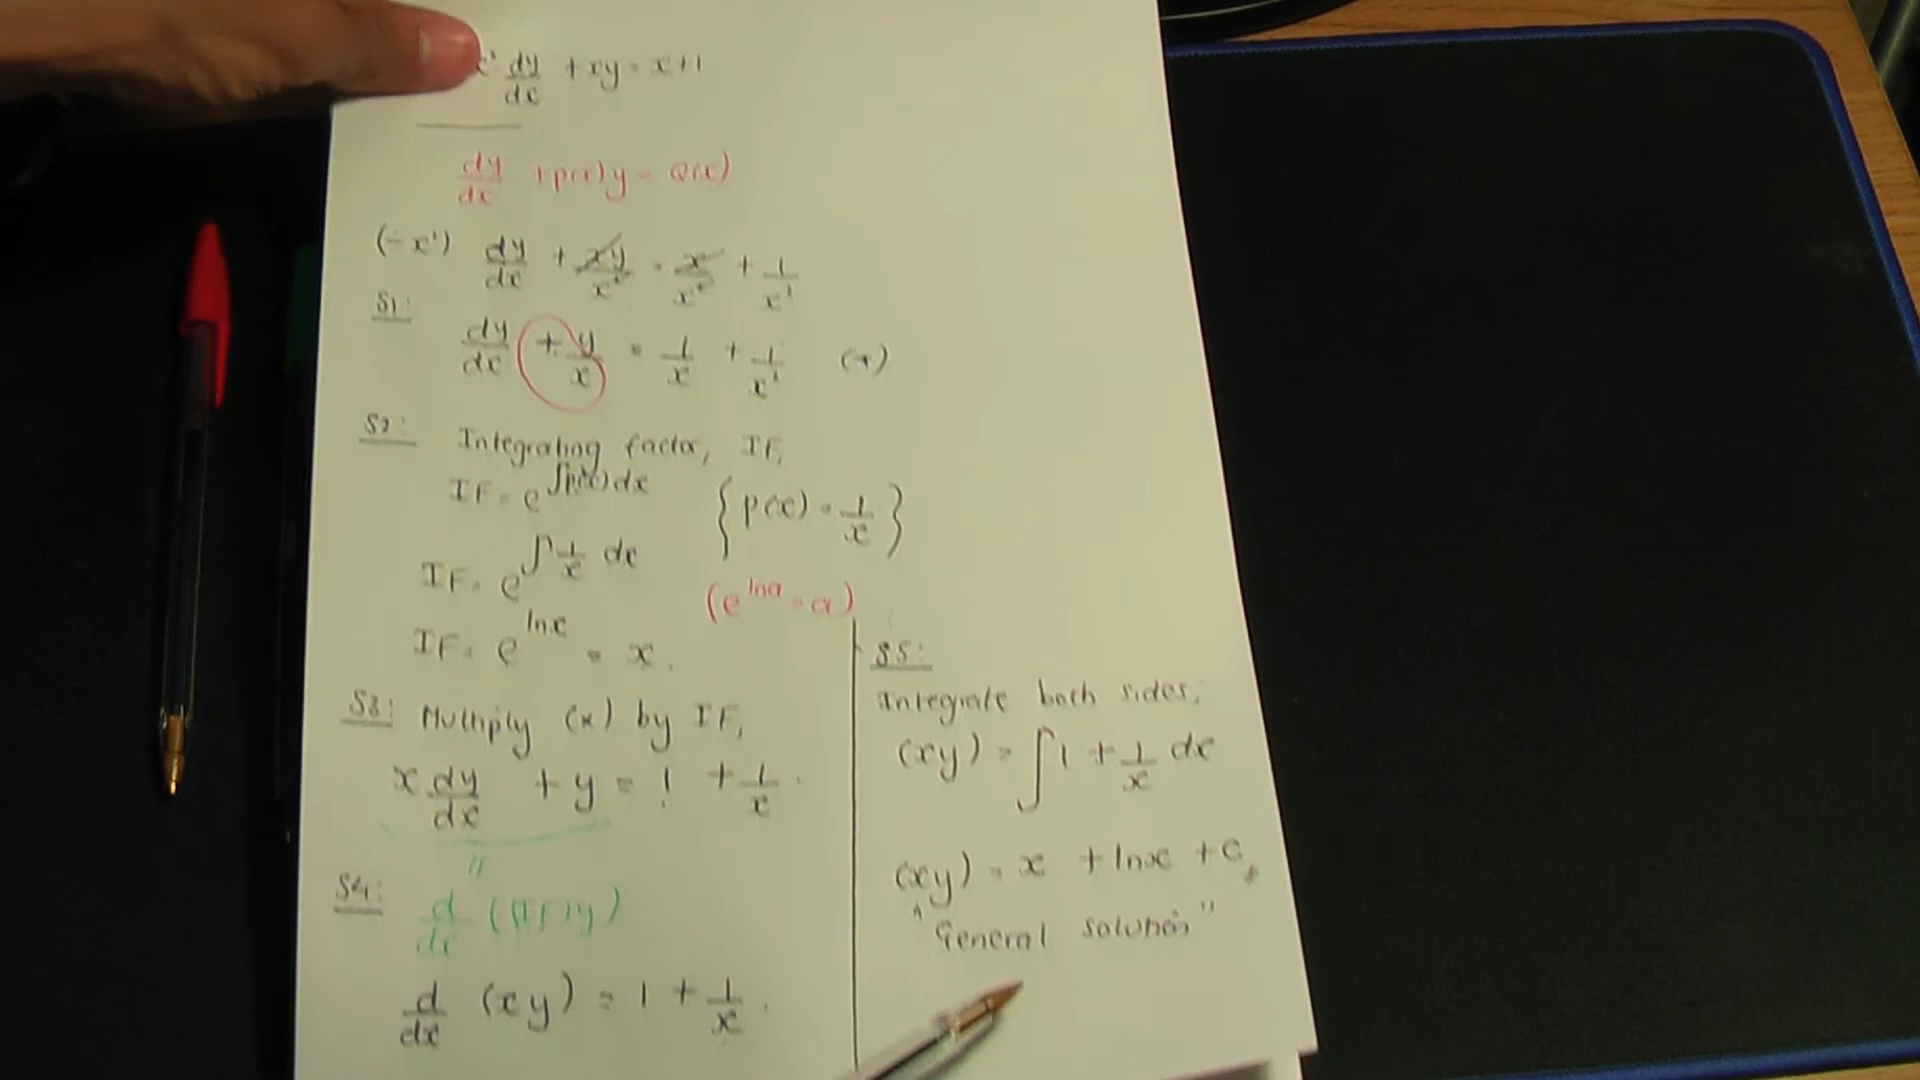 x² dy/dx + xy = x+1
dy/dx + p(x)y = Q(x)
(÷x²) dy/dx + xy/x² = x/x² + 1/x²
S1:
dy/dx + y/x = 1/x + 1/x² (*)
S2: Integrating factor, IF,
IF = e^∫p(x)dx {p(x) = 1/x}
IF = e^∫1/x dx
(e^lna = a)
IF = e^lnx = x.
S3: Multiply (*) by IF,
x dy/dx + y = 1 + 1/x.
"
S4: d/dx ((IF)y)
d/dx (xy) = 1 + 1/x.
S5:
Integrate both sides,
(xy) = ∫1 + 1/x dx
(xy) = x + lnx + C,
"General solution"